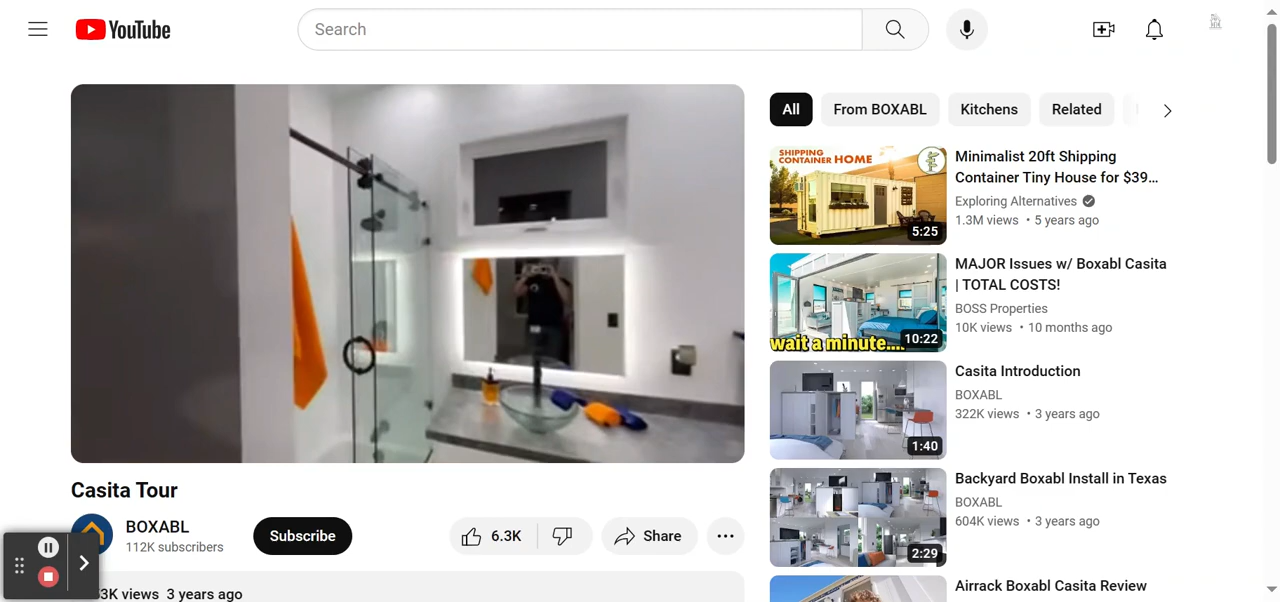 YouTube
Search
All
From BOXABL
Kitchens
Related
SHIPPING
CONTAINER HOME
5:25
Minimalist 20ft Shipping
Container Tiny House for $39...
Exploring Alternatives
1.3M views • 5 years ago
wait a minute....
10:22
MAJOR Issues w/ Boxabl Casita
| TOTAL COSTS!
BOSS Properties
10K views • 10 months ago
1:40
Casita Introduction
BOXABL
322K views • 3 years ago
2:29
Backyard Boxabl Install in Texas
BOXABL
604K views • 3 years ago
Airrack Boxabl Casita Review
Casita Tour
BOXABL
112K subscribers
Subscribe
6.3K
Share
3K views 3 years ago